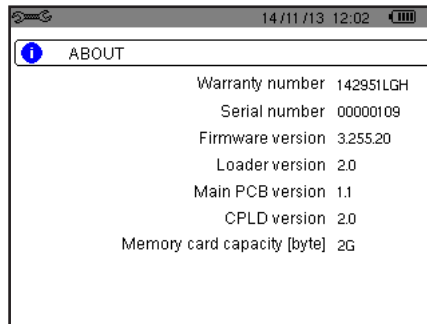 14/11/13 12:02
ABOUT
Warranty number 142951LGH
Serial number 00000109
Firmware version 3.255.20
Loader version 2.0
Main PCB version 1.1
CPLD version 2.0
Memory card capacity [byte] 2G